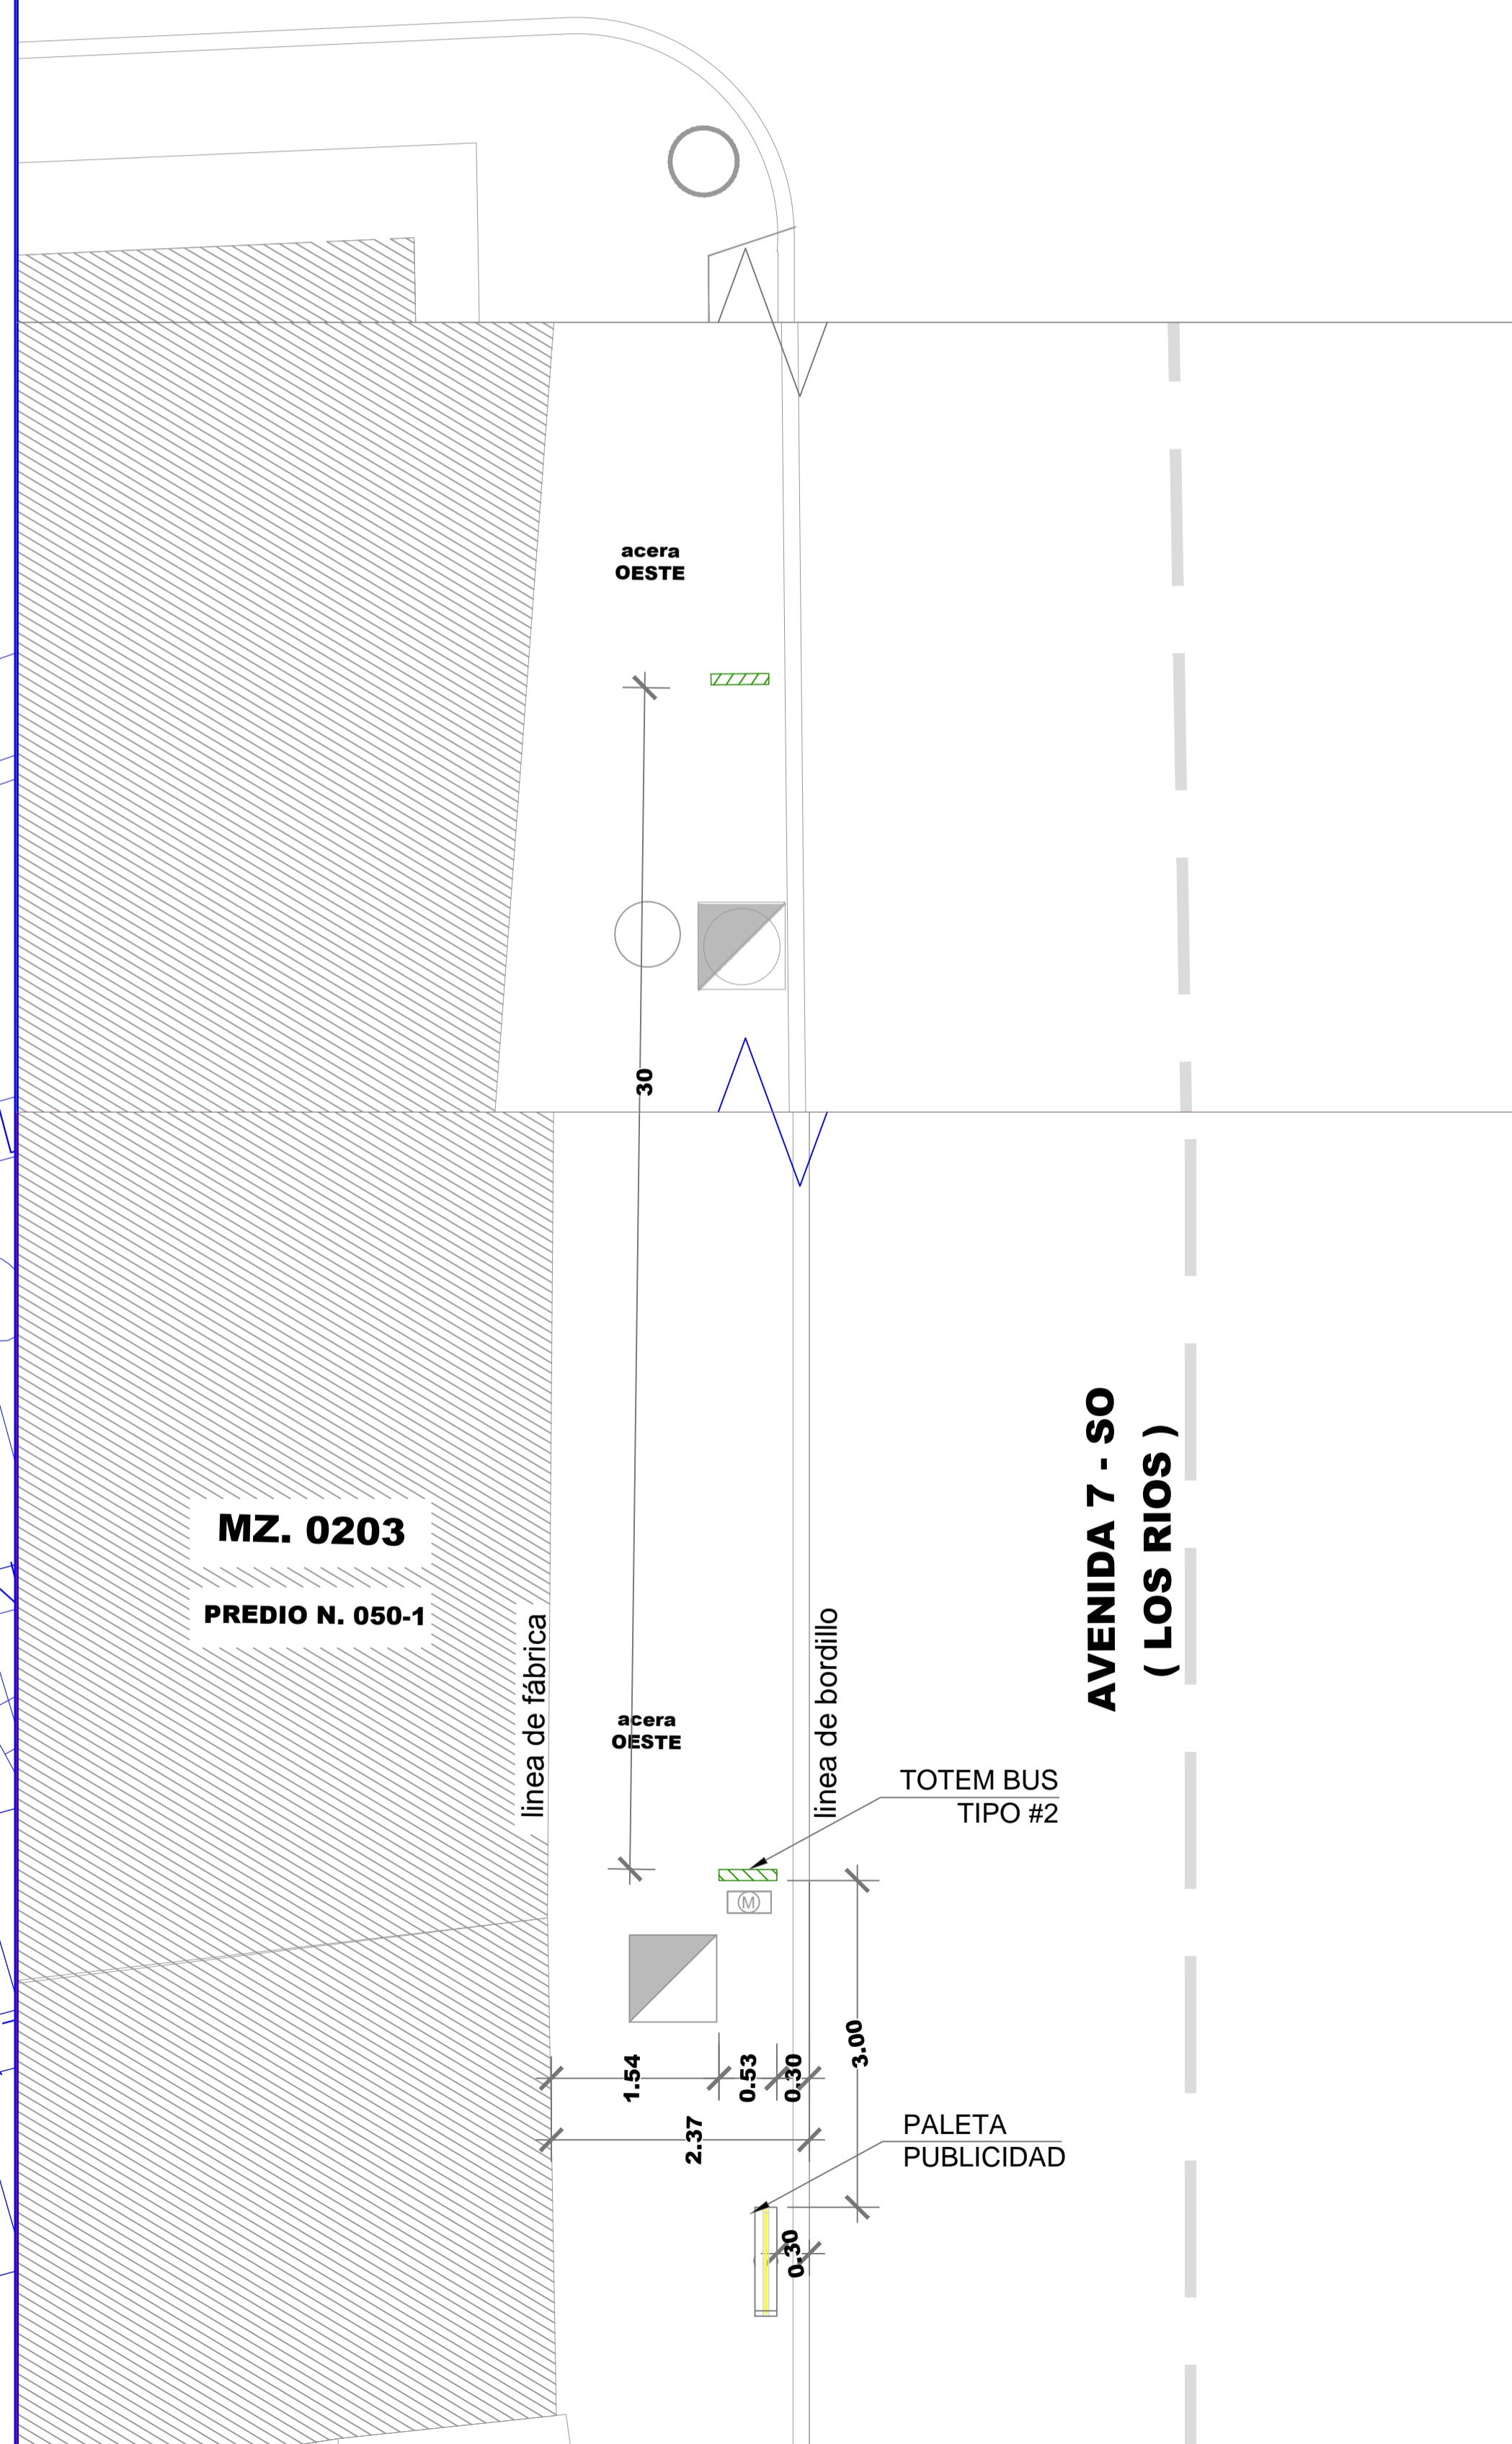 acera
OESTE
30
MZ. 0203
PREDIO N. 050-1
linea de fábrica
linea de bordillo
AVENIDA 7 - SO
( LOS RIOS )
acera
OESTE
TOTEM BUS
TIPO #2
M
1.54
0.53
0.30
3.00
2.37
PALETA
PUBLICIDAD
0.30